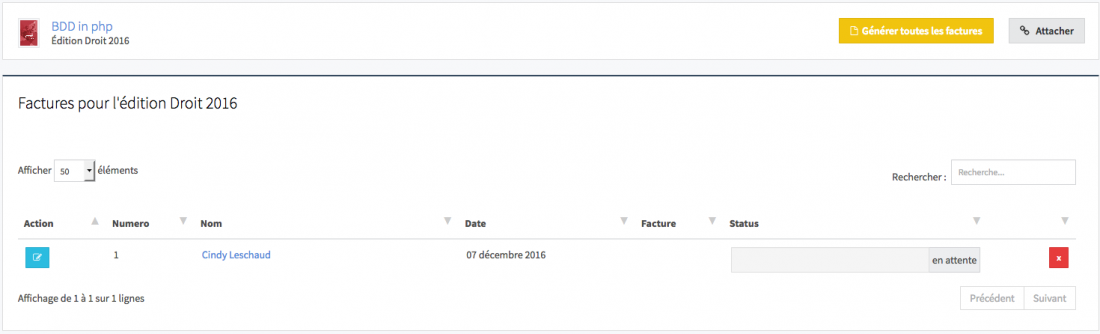 BDD in php
Édition Droit 2016
Générer toutes les factures
Attacher
Factures pour l'édition Droit 2016
Afficher 50 éléments
Rechercher : Recherche...
Action Numero Nom Date Facture Status
1 Cindy Leschaud 07 décembre 2016 en attente x
Affichage de 1 à 1 sur 1 lignes
Précédent Suivant